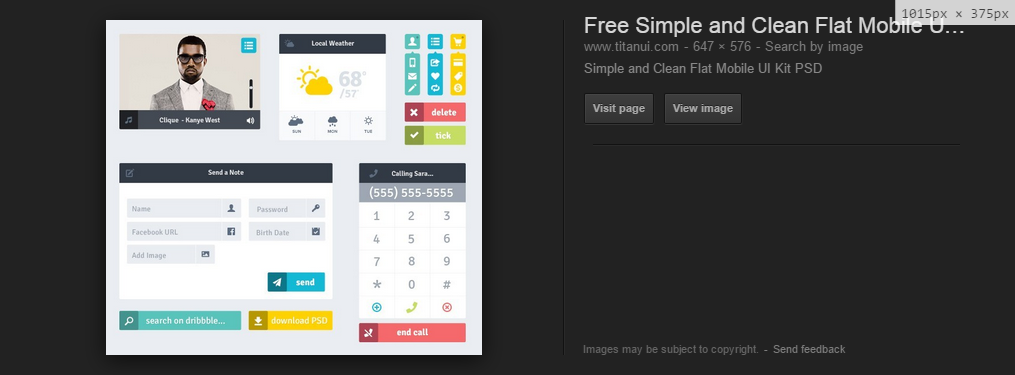 1015px × 375px
Free Simple and Clean Flat Mobile U...
www.titanui.com - 647 × 576 - Search by image
Simple and Clean Flat Mobile UI Kit PSD
Visit page
View image
Clique - Kanye West
Local Weather
68°
/57°
SUN
MON
TUE
delete
tick
Send a Note
Name
Password
Facebook URL
Birth Date
Add Image
send
search on dribbble...
download PSD
Calling Sara...
(555) 555-5555
1 2 3
4 5 6
7 8 9
* 0 #
end call
Images may be subject to copyright. - Send feedback